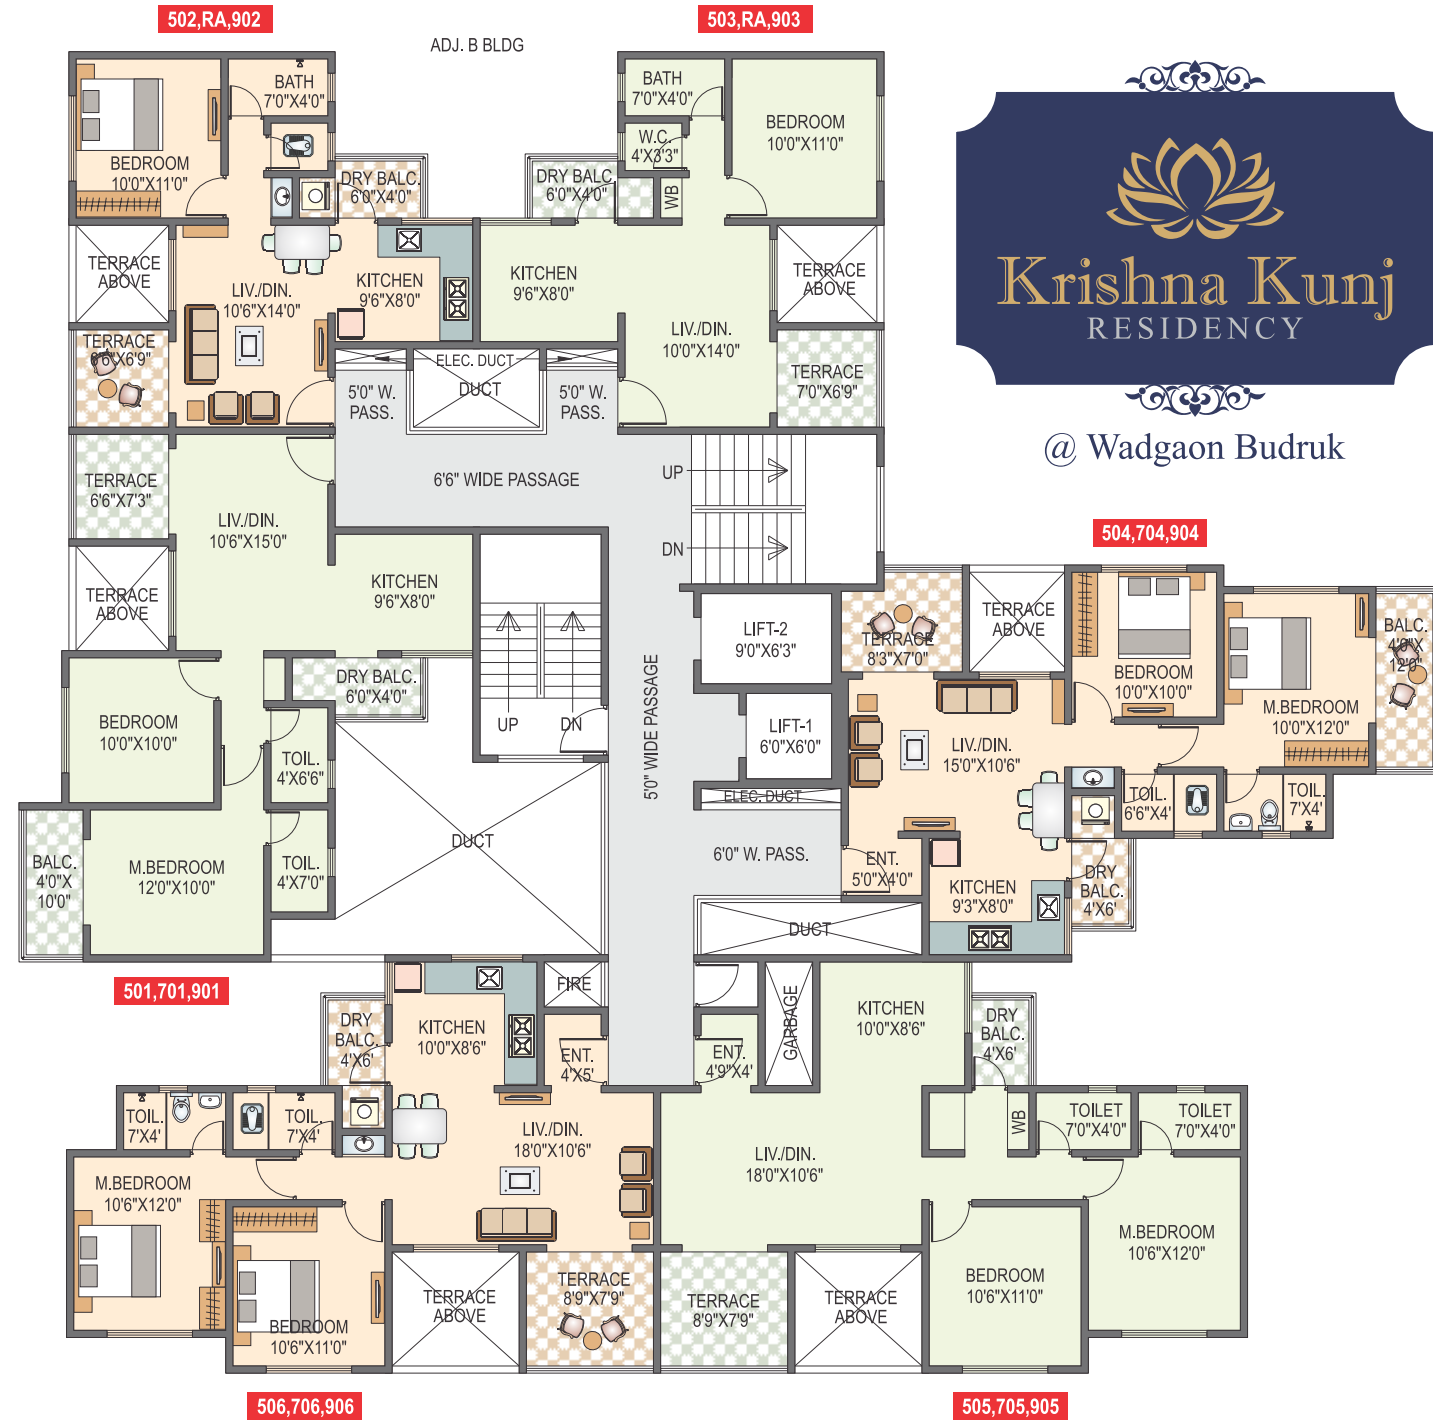 502,RA,902
503,RA,903
ADJ. B BLDG
BATH
7'0"X4'0"
BEDROOM
10'0"X11'0"
DRY BALC.
6'0"X4'0"
TERRACE
ABOVE
LIV./DIN.
10'6"X14'0"
KITCHEN
9'6"X8'0"
TERRACE
6'6"X6'9"
BATH
7'0"X4'0"
W.C.
4'X3'3"
BEDROOM
10'0"X11'0"
DRY BALC.
6'0"X4'0"
WB
KITCHEN
9'6"X8'0"
TERRACE
ABOVE
LIV./DIN.
10'0"X14'0"
TERRACE
7'0"X6'9"
Krishna Kunj
RESIDENCY
@ Wadgaon Budruk
ELEC. DUCT
DUCT
5'0" W.
PASS.
5'0" W.
PASS.
6'6" WIDE PASSAGE
UP
DN
TERRACE
6'6"X7'3"
LIV./DIN.
10'6"X15'0"
KITCHEN
9'6"X8'0"
TERRACE
ABOVE
DRY BALC.
6'0"X4'0"
BEDROOM
10'0"X10'0"
TOIL.
4'X6'6"
M.BEDROOM
12'0"X10'0"
TOIL.
4'X7'0"
BALC.
4'0"X
10'0"
501,701,901
UP
DN
DUCT
5'0" WIDE PASSAGE
LIFT-2
9'0"X6'3"
LIFT-1
6'0"X6'0"
ELEC. DUCT
6'0" W. PASS.
DUCT
504,704,904
TERRACE
8'3"X7'0"
TERRACE
ABOVE
BEDROOM
10'0"X10'0"
M.BEDROOM
10'0"X12'0"
BALC.
4'0"X
12'0"
LIV./DIN.
15'0"X10'6"
TOIL.
6'6"X4'
TOIL.
7'X4'
ENT.
5'0"X4'0"
KITCHEN
9'3"X8'0"
DRY
BALC.
4'X6'
FIRE
GARBAGE
DRY
BALC.
4'X6'
KITCHEN
10'0"X8'6"
ENT.
4'X5'
TOIL.
7'X4'
TOIL.
7'X4'
LIV./DIN.
18'0"X10'6"
M.BEDROOM
10'6"X12'0"
BEDROOM
10'6"X11'0"
TERRACE
ABOVE
TERRACE
8'9"X7'9"
506,706,906
ENT.
4'9"X4'
KITCHEN
10'0"X8'6"
DRY
BALC.
4'X6'
WB
TOILET
7'0"X4'0"
TOILET
7'0"X4'0"
LIV./DIN.
18'0"X10'6"
M.BEDROOM
10'6"X12'0"
BEDROOM
10'6"X11'0"
TERRACE
8'9"X7'9"
TERRACE
ABOVE
505,705,905